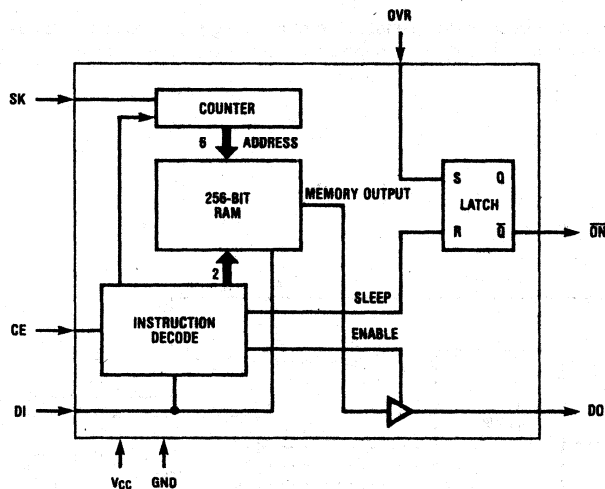 OVR
SK
COUNTER
6 ADDRESS
256-BIT
RAM
MEMORY OUTPUT
S Q
LATCH
R Q̅
O̅N̅
2
SLEEP
CE
INSTRUCTION
DECODE
ENABLE
DI
DO
VCC GND